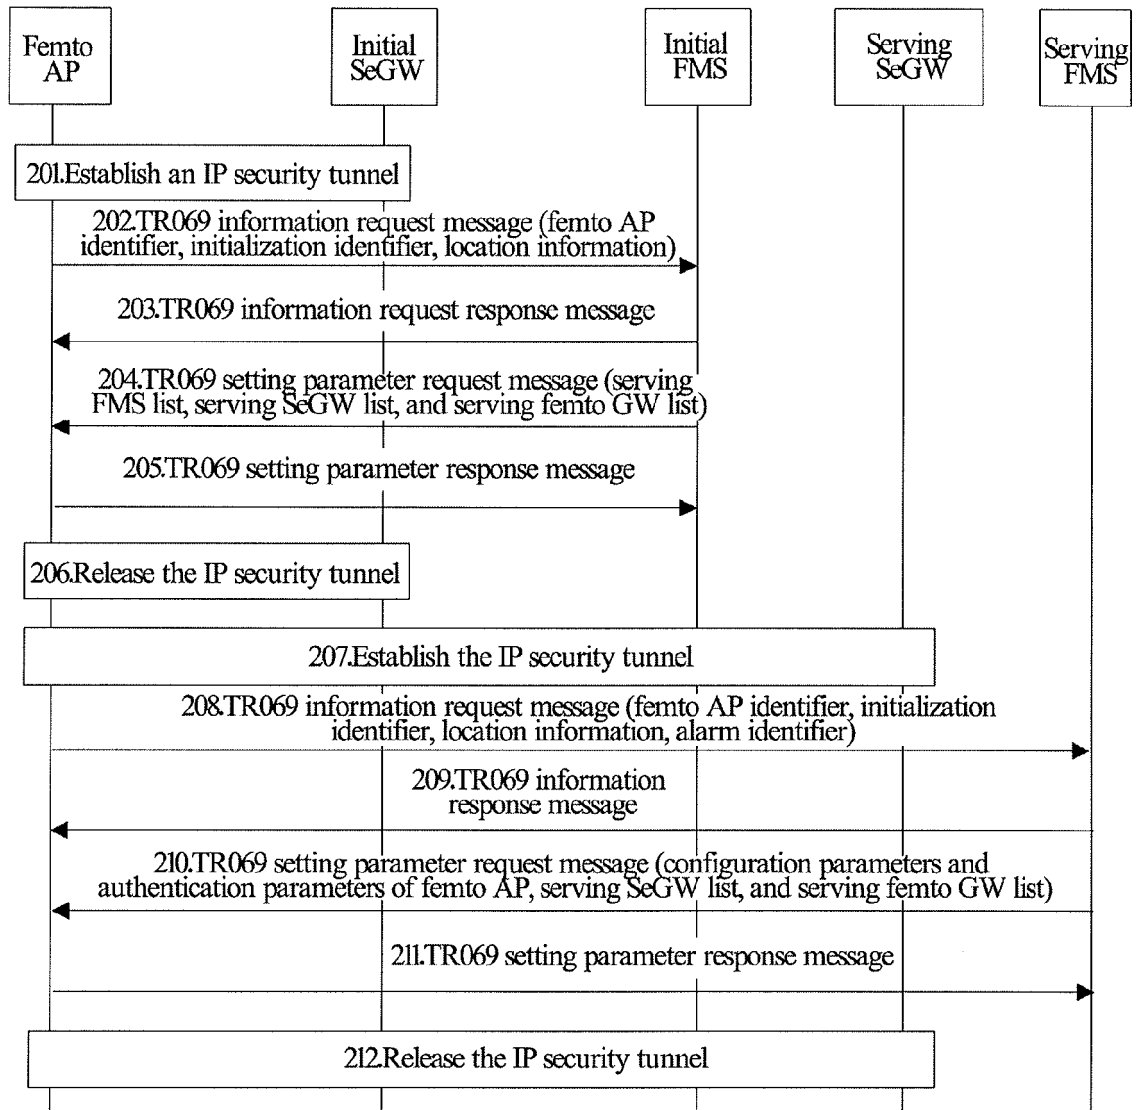 Femto
AP
Initial
SeGW
Initial
FMS
Serving
SeGW
Serving
FMS
201.Establish an IP security tunnel
202.TR069 information request message (femto AP
identifier, initialization identifier, location information)
203.TR069 information request response message
204.TR069 setting parameter request message (serving
FMS list, serving SeGW list, and serving femto GW list)
205.TR069 setting parameter response message
206.Release the IP security tunnel
207.Establish the IP security tunnel
208.TR069 information request message (femto AP identifier, initialization
identifier, location information, alarm identifier)
209.TR069 information
response message
210.TR069 setting parameter request message (configuration parameters and
authentication parameters of femto AP, serving SeGW list, and serving femto GW list)
211.TR069 setting parameter response message
212.Release the IP security tunnel